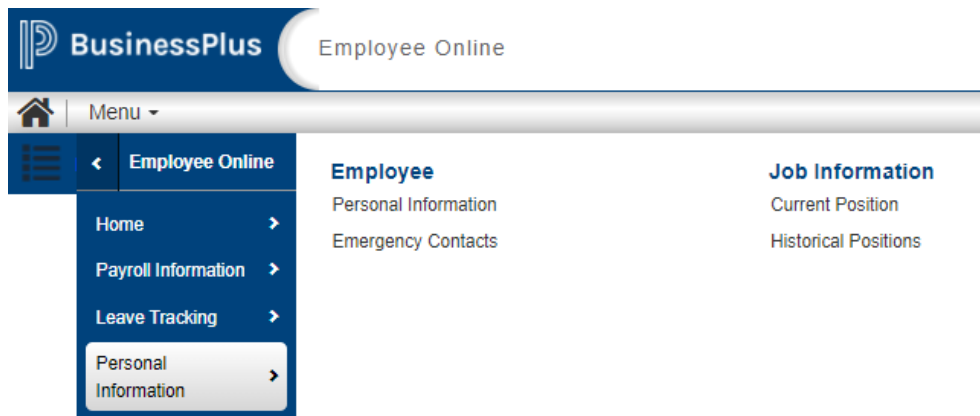 BusinessPlus
Employee Online
Menu
Employee Online
Home
Payroll Information
Leave Tracking
Personal
Information
Employee
Personal Information
Emergency Contacts
Job Information
Current Position
Historical Positions